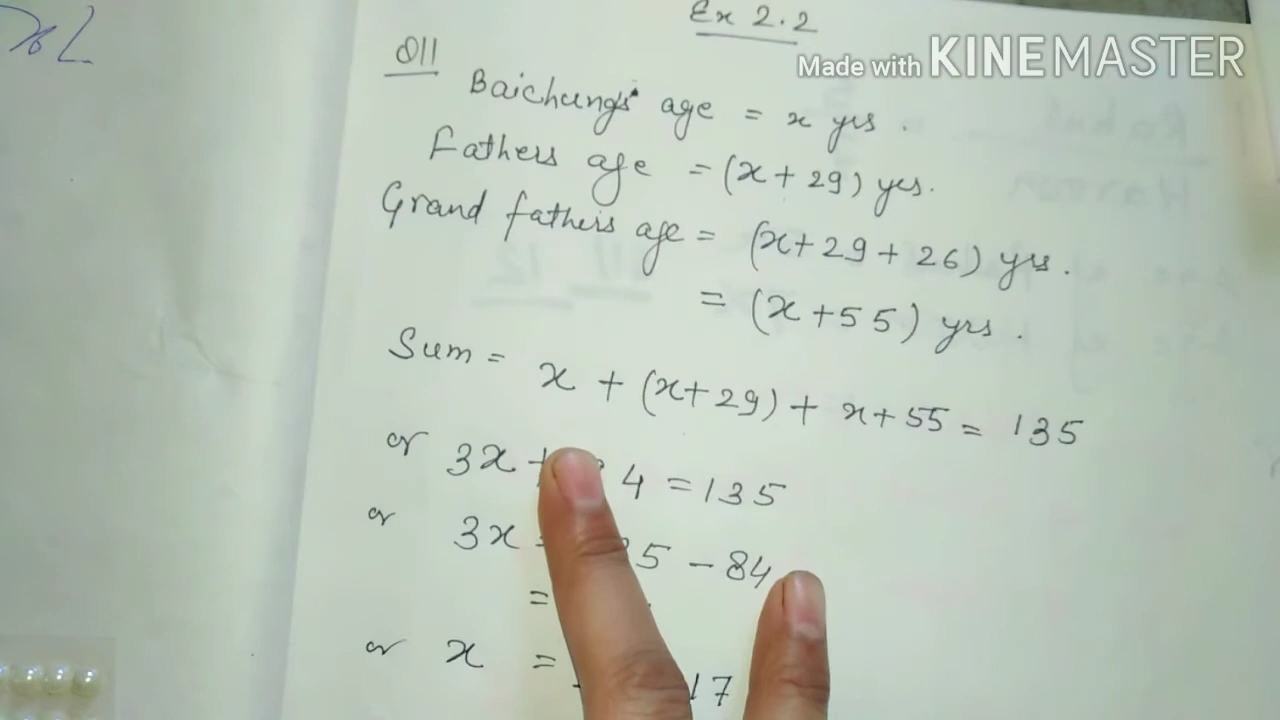 Ex 2.2
Made with KINEMASTER
Q11
Baichung's age = x yrs.
Fathers age = (x + 29) yrs.
Grand fathers age = (x + 29 + 26) yrs.
= (x + 55) yrs.
Sum = x + (x + 29) + x + 55 = 135
or 3x + 4 = 135
or 3x 5 - 84
=
or x = 17